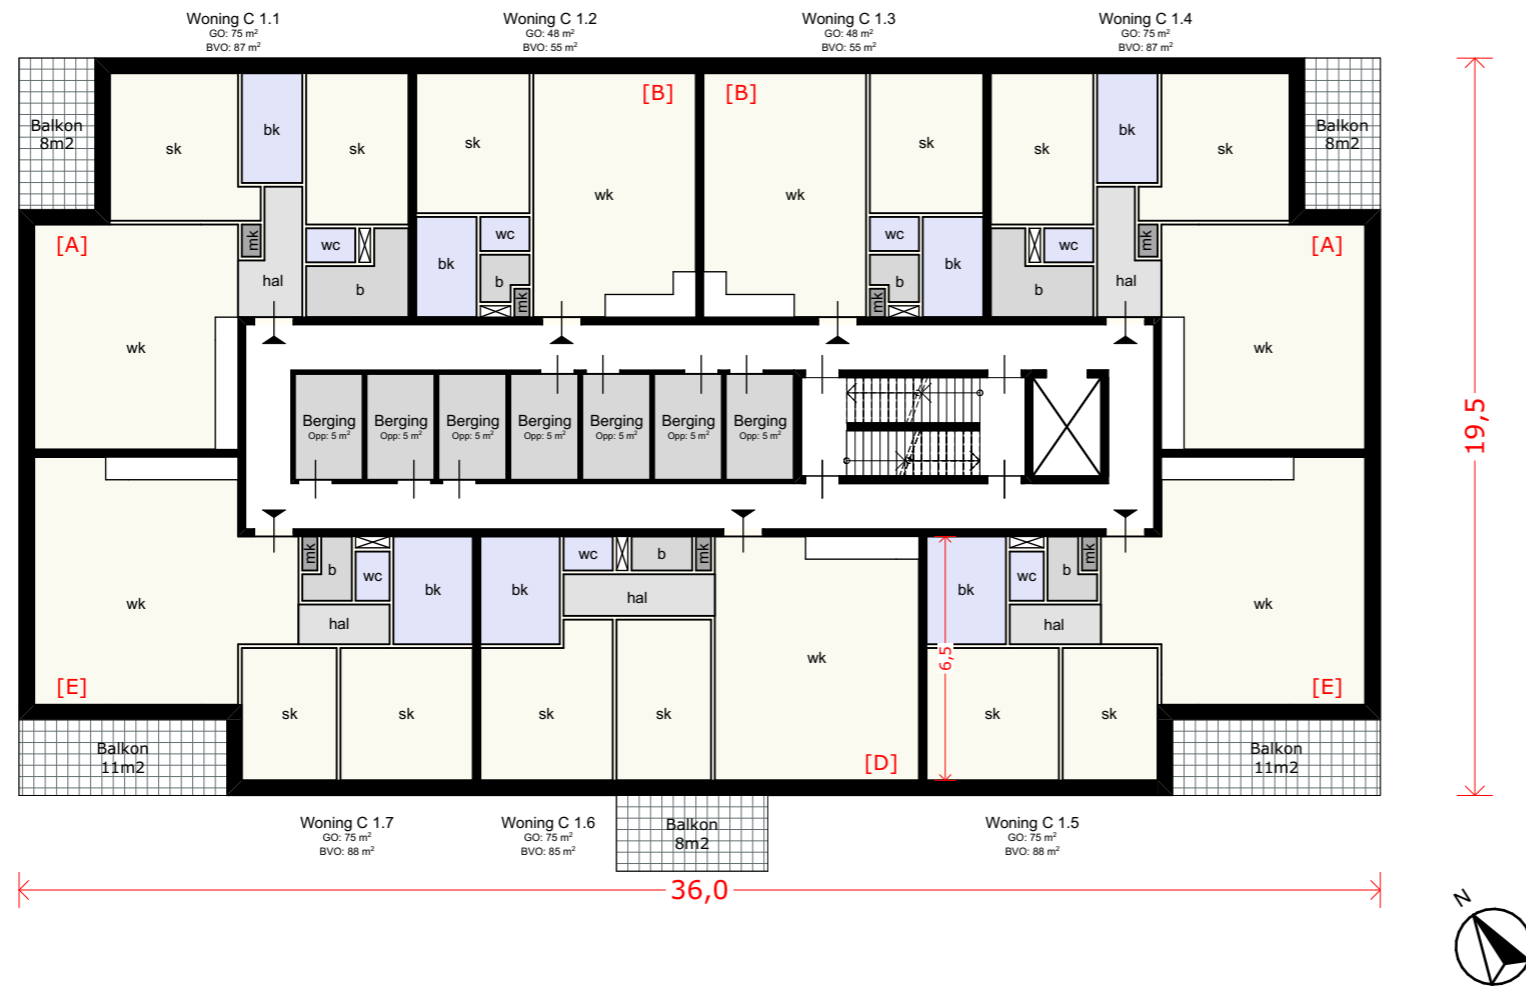 Woning C 1.1
GO: 75 m²
BVO: 87 m²
Woning C 1.2
GO: 48 m²
BVO: 55 m²
Woning C 1.3
GO: 48 m²
BVO: 55 m²
Woning C 1.4
GO: 75 m²
BVO: 87 m²
Balkon
8m2
sk
bk
sk
sk
[B]
wk
[B]
wk
sk
sk
bk
sk
Balkon
8m2
[A]
mk
wc
hal
b
wk
bk
wc
b
mk
wc
b
mk
bk
wc
b
mk
hal
[A]
wk
Berging
Opp: 5 m²
Berging
Opp: 5 m²
Berging
Opp: 5 m²
Berging
Opp: 5 m²
Berging
Opp: 5 m²
Berging
Opp: 5 m²
Berging
Opp: 5 m²
19,5
wk
mk
b
wc
bk
hal
[E]
sk
sk
bk
wc
b
mk
hal
sk
sk
wk
[D]
bk
wc
b
mk
hal
6,5
sk
sk
wk
[E]
Balkon
11m2
Balkon
11m2
Woning C 1.7
GO: 75 m²
BVO: 88 m²
Woning C 1.6
GO: 75 m²
BVO: 85 m²
Balkon
8m2
Woning C 1.5
GO: 75 m²
BVO: 88 m²
36,0
N